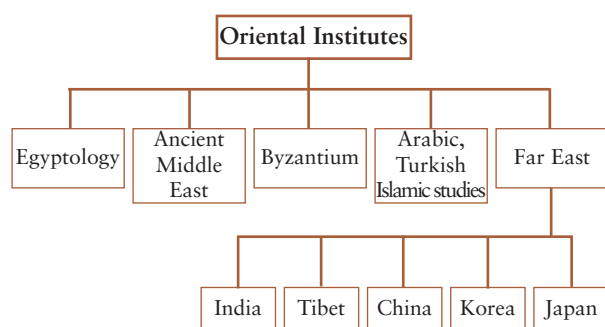 Oriental Institutes
Egyptology
Ancient
Middle
East
Byzantium
Arabic,
Turkish
Islamic studies
Far East
India
Tibet
China
Korea
Japan